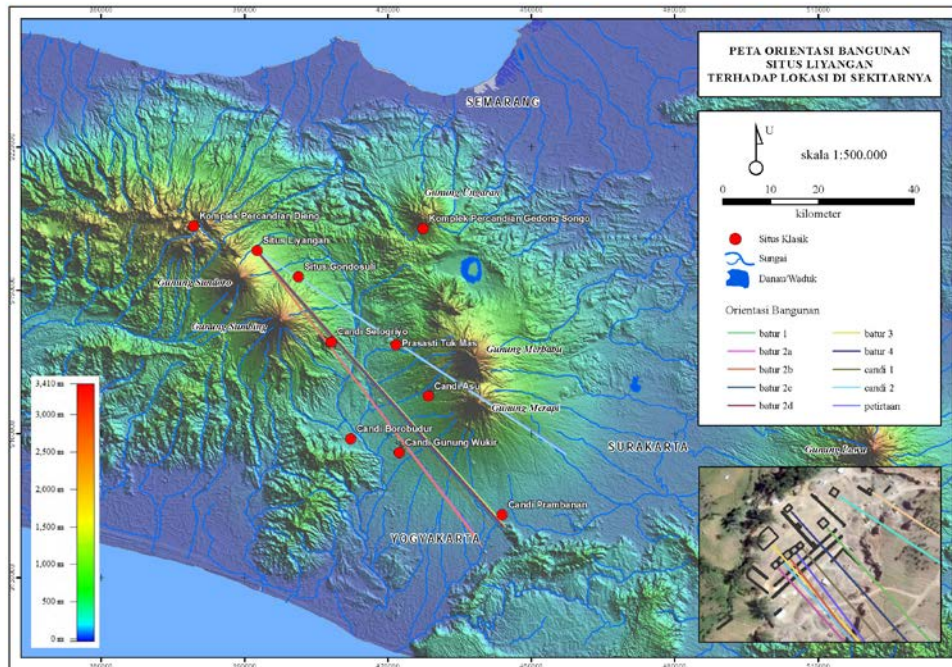 PETA ORIENTASI BANGUNAN
SITUS LIYANGAN
TERHADAP LOKASI DI SEKITARNYA
U
skala 1:500.000
0 10 20 40
kilometer
Situs Klasik
Sungai
Danau/Waduk
Orientasi Bangunan
batur 1
batur 2a
batur 2b
batur 2c
batur 2d
batur 3
batur 4
candi 1
candi 2
petirtaan
SEMARANG
Gunung Ungaran
Komplek Percandian Dieng
Komplek Percandian Gedong Songo
Situs Liyangan
Situs Gondosuli
Gunung Sundoro
Gunung Sumbing
Candi Selogriyo
Prasasti Tuk Mas
Gunung Merbabu
Candi Asu
Gunung Merapi
Candi Borobudur
Candi Gunung Wukir
SURAKARTA
Gunung Lawu
Candi Prambanan
YOGYAKARTA
3,410 m
3,000 m
2,500 m
2,000 m
1,500 m
1,000 m
500 m
0 m